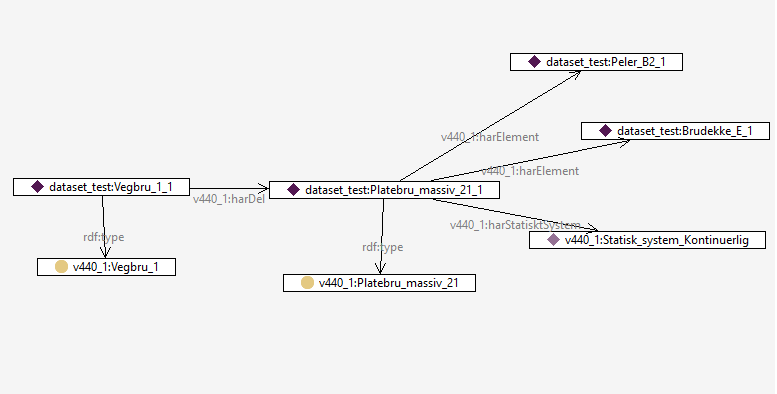 dataset_test:Peler_B2_1
v440_1:harElement
dataset_test:Brudekke_E_1
v440_1:harElement
dataset_test:Vegbru_1_1
v440_1:harDel
dataset_test:Platebru_massiv_21_1
v440_1:harStatisktSystem
rdf:type
rdf:type
v440_1:Statisk_system_Kontinuerlig
v440_1:Vegbru_1
v440_1:Platebru_massiv_21